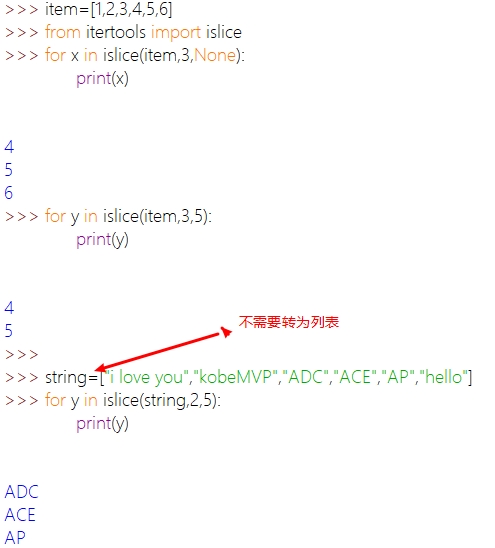 >>> item=[1,2,3,4,5,6]
>>> from itertools import islice
>>> for x in islice(item,3,None):
print(x)
4
5
6
>>> for y in islice(item,3,5):
print(y)
4
5
不需要转为列表
>>>
>>> string=["i love you","kobeMVP","ADC","ACE","AP","hello"]
>>> for y in islice(string,2,5):
print(y)
ADC
ACE
AP